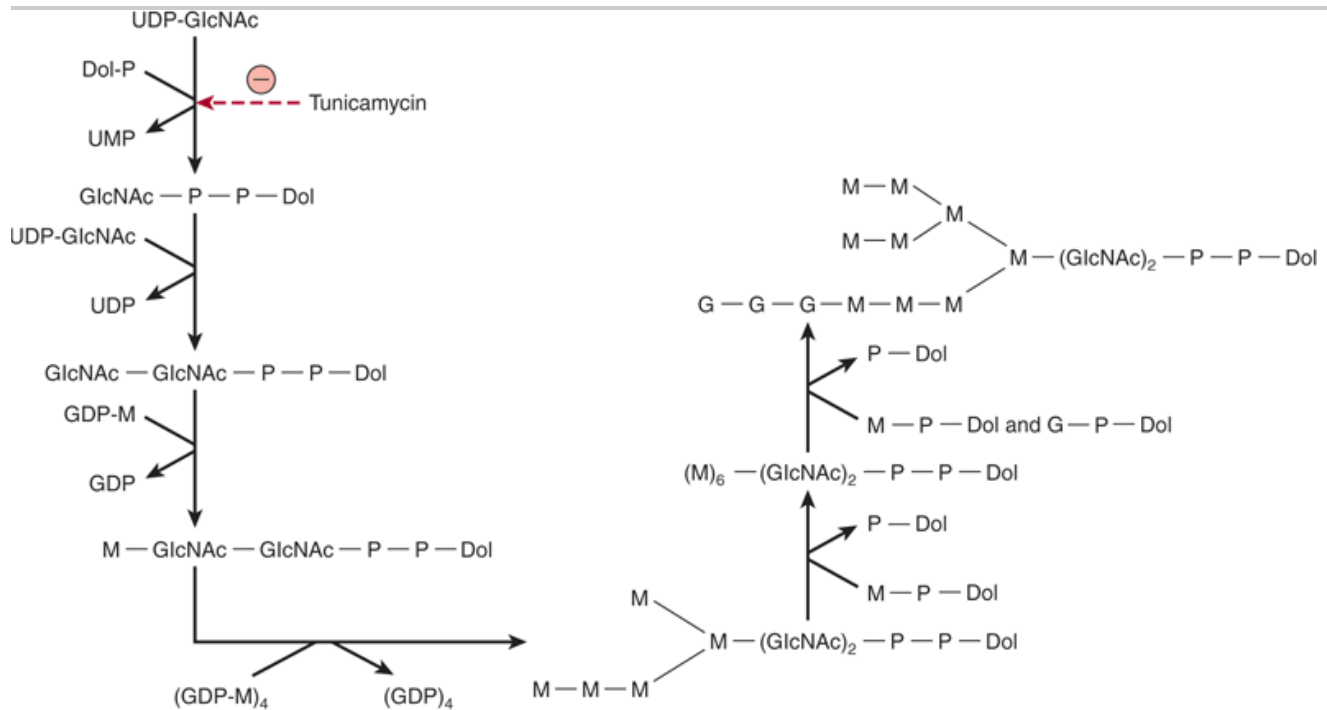 UDP-GlcNAc
Dol-P
−
Tunicamycin
UMP
GlcNAc — P — P — Dol
UDP-GlcNAc
UDP
GlcNAc — GlcNAc — P — P — Dol
GDP-M
GDP
M — GlcNAc — GlcNAc — P — P — Dol
(GDP-M)₄
(GDP)₄
M
M — (GlcNAc)₂ — P — P — Dol
M — M — M
M — P — Dol
P — Dol
(M)₆ — (GlcNAc)₂ — P — P — Dol
M — P — Dol and G — P — Dol
P — Dol
M — M
M
M — M
M — (GlcNAc)₂ — P — P — Dol
G — G — G — M — M — M